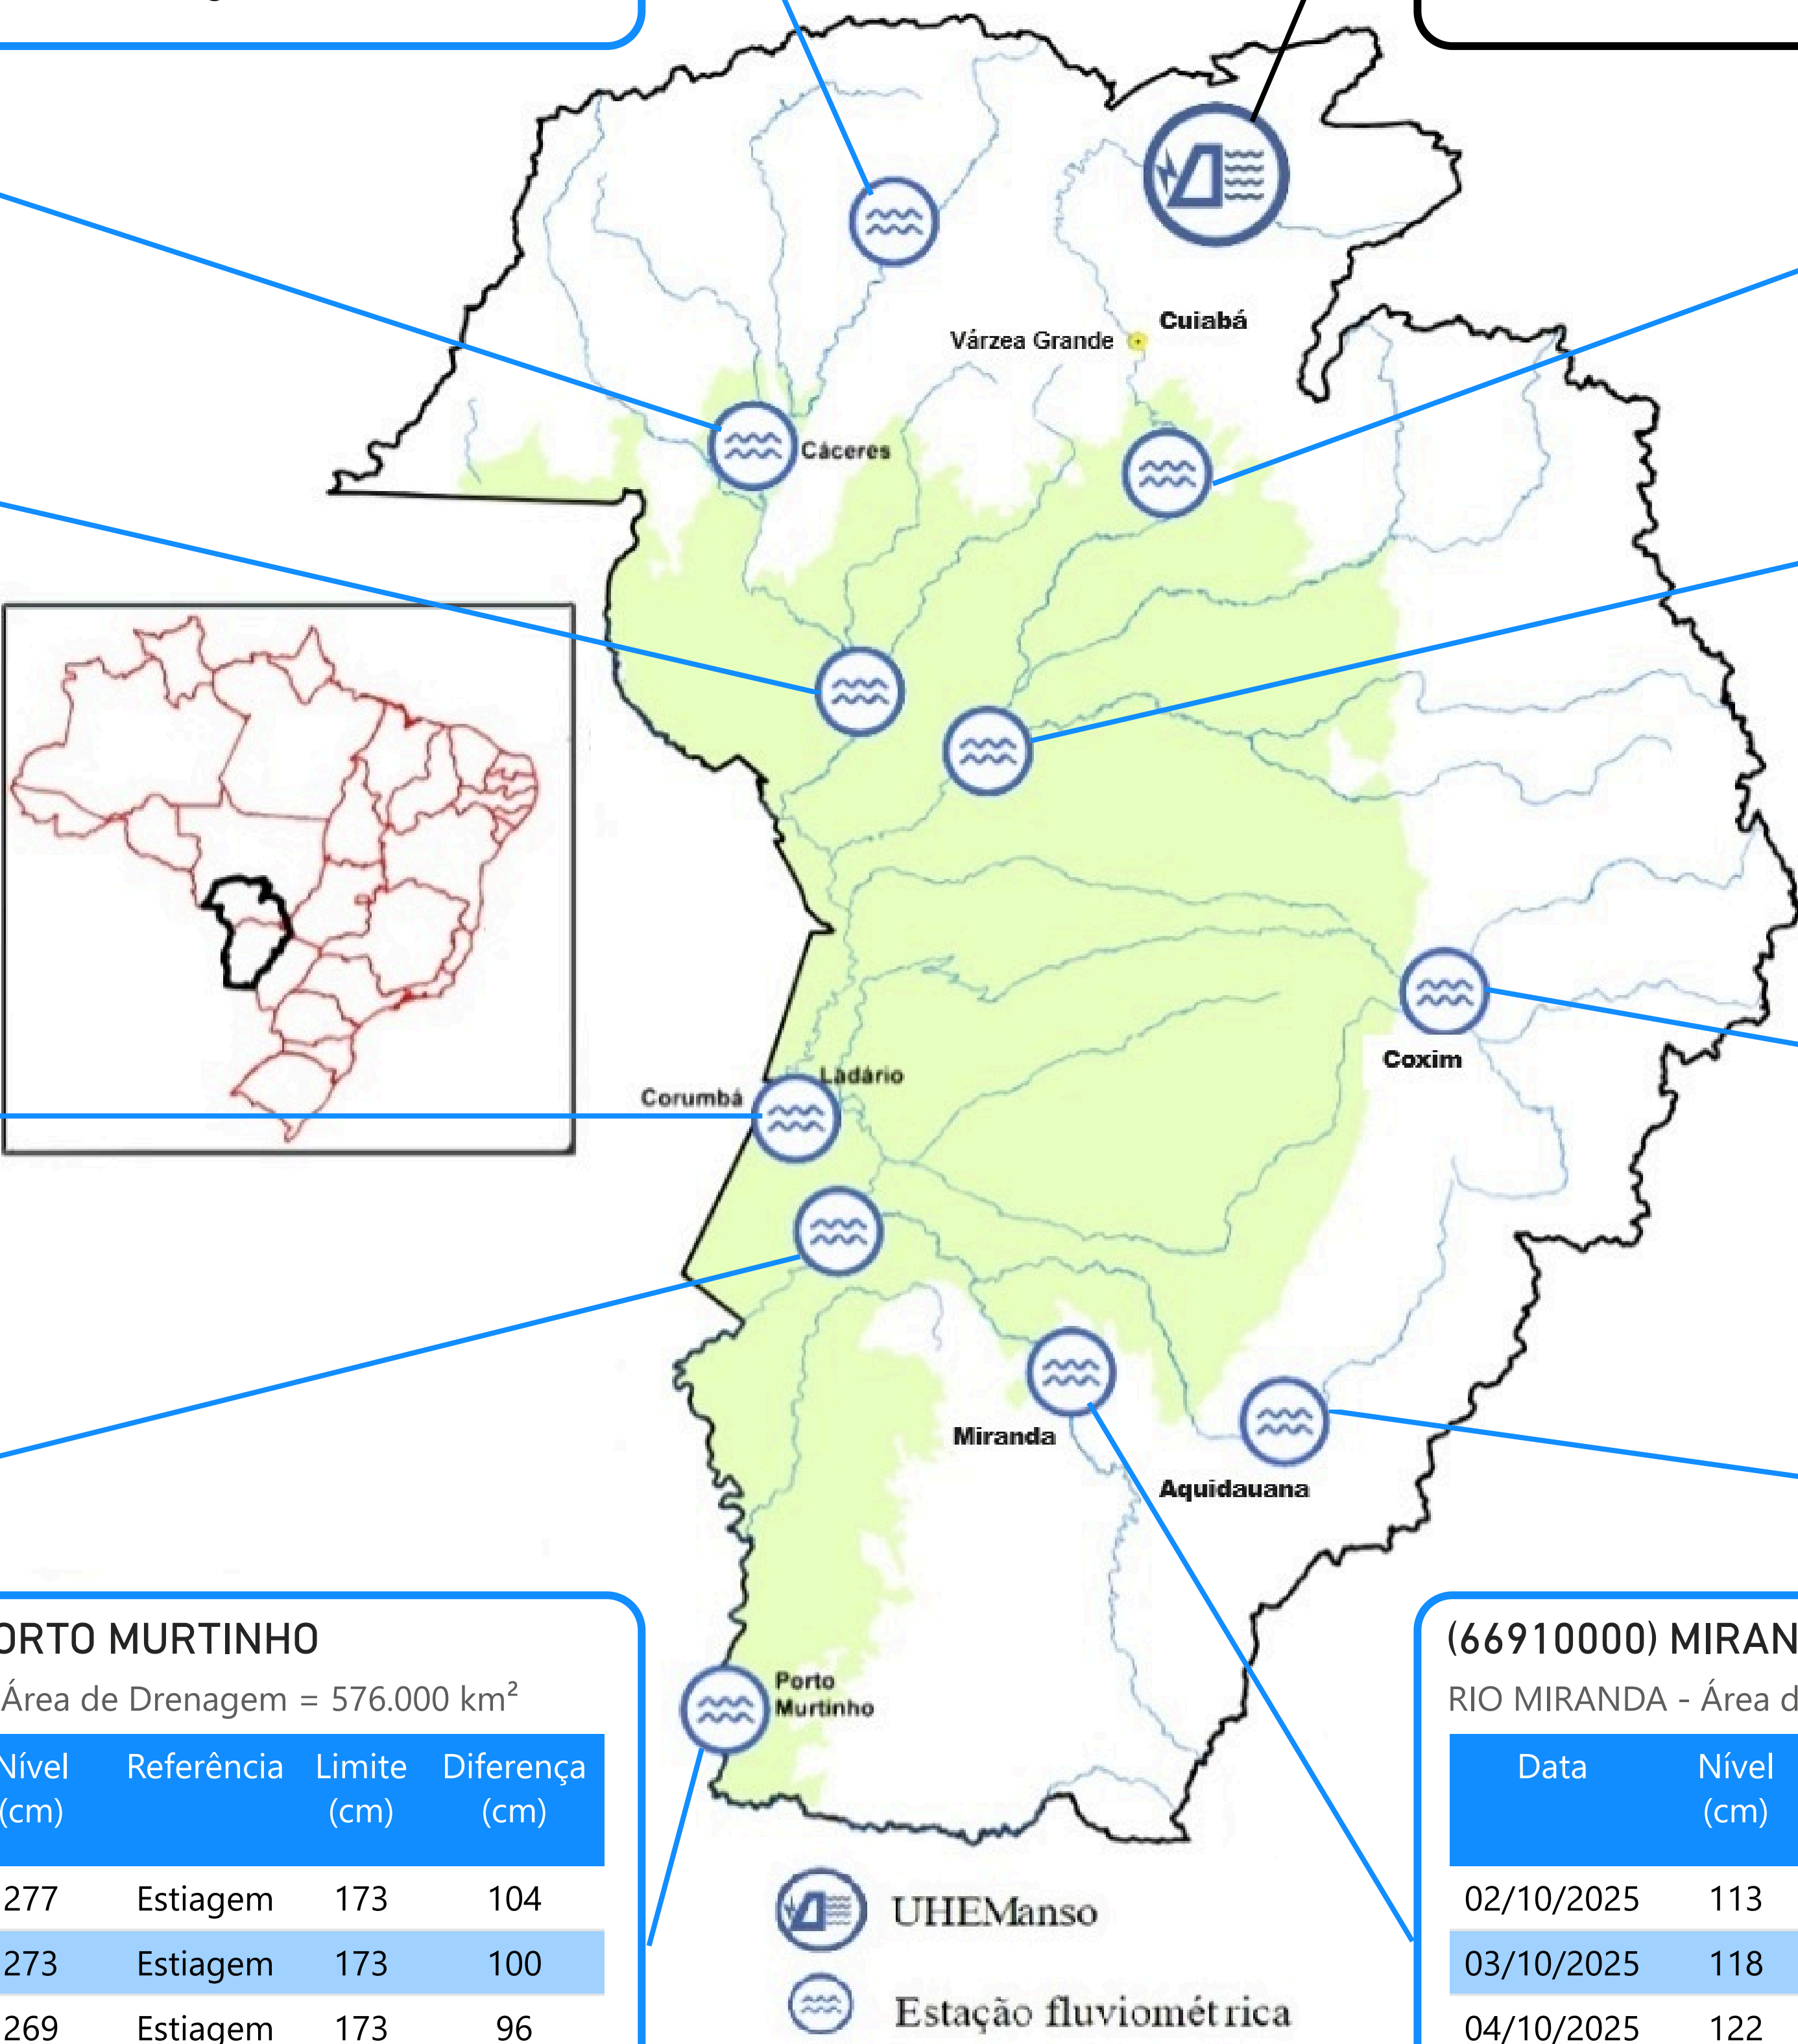 Cuiabá
Várzea Grande
Cáceres
Coxim
Ladário
Corumbá
Miranda
Aquidauana
Porto
Murtinho
ORTO MURTINHO
Área de Drenagem = 576.000 km²
Nível Referência Limite Diferença
(cm) (cm) (cm)
277 Estiagem 173 104
273 Estiagem 173 100
269 Estiagem 173 96
UHEManso
Estação fluviométrica
(66910000) MIRAN
RIO MIRANDA - Área d
Data Nível
(cm)
02/10/2025 113
03/10/2025 118
04/10/2025 122